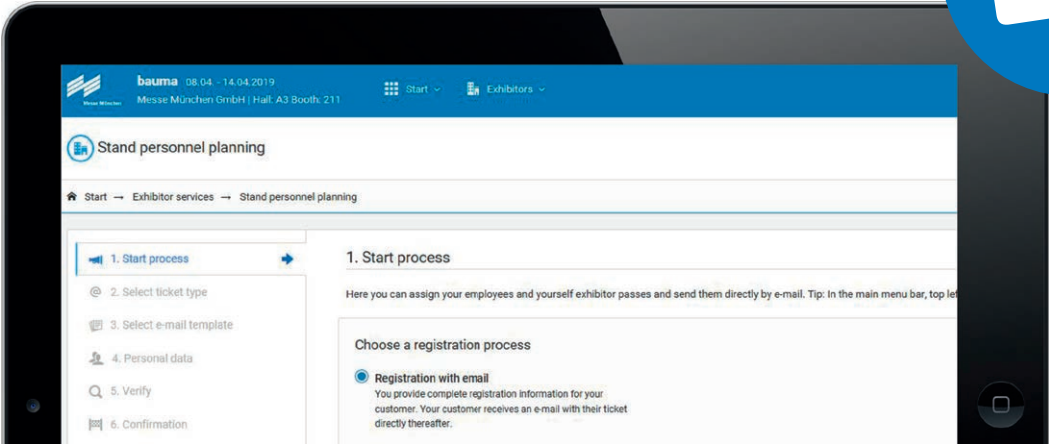 bauma 08.04. - 14.04.2019
Messe München GmbH | Hall: A3 Booth: 211
Start
Exhibitors
Messe München
Stand personnel planning
Start → Exhibitor services → Stand personnel planning
1. Start process
2. Select ticket type
3. Select e-mail template
4. Personal data
5. Verify
6. Confirmation
1. Start process
Here you can assign your employees and yourself exhibitor passes and send them directly by e-mail. Tip: In the main menu bar, top lef
Choose a registration process
Registration with email
You provide complete registration information for your
customer. Your customer receives an e-mail with their ticket
directly thereafter.